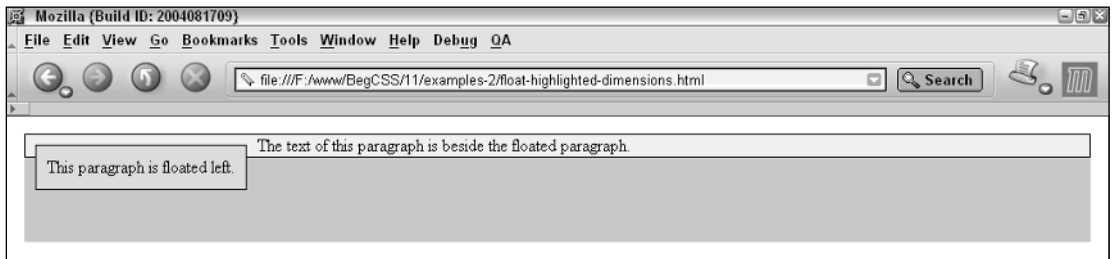 Mozilla {Build ID: 2004081709}
File Edit View Go Bookmarks Tools Window Help Debug QA
file:///F:/www/BegCSS/11/examples-2/float-highlighted-dimensions.html Search
The text of this paragraph is beside the floated paragraph.
This paragraph is floated left.